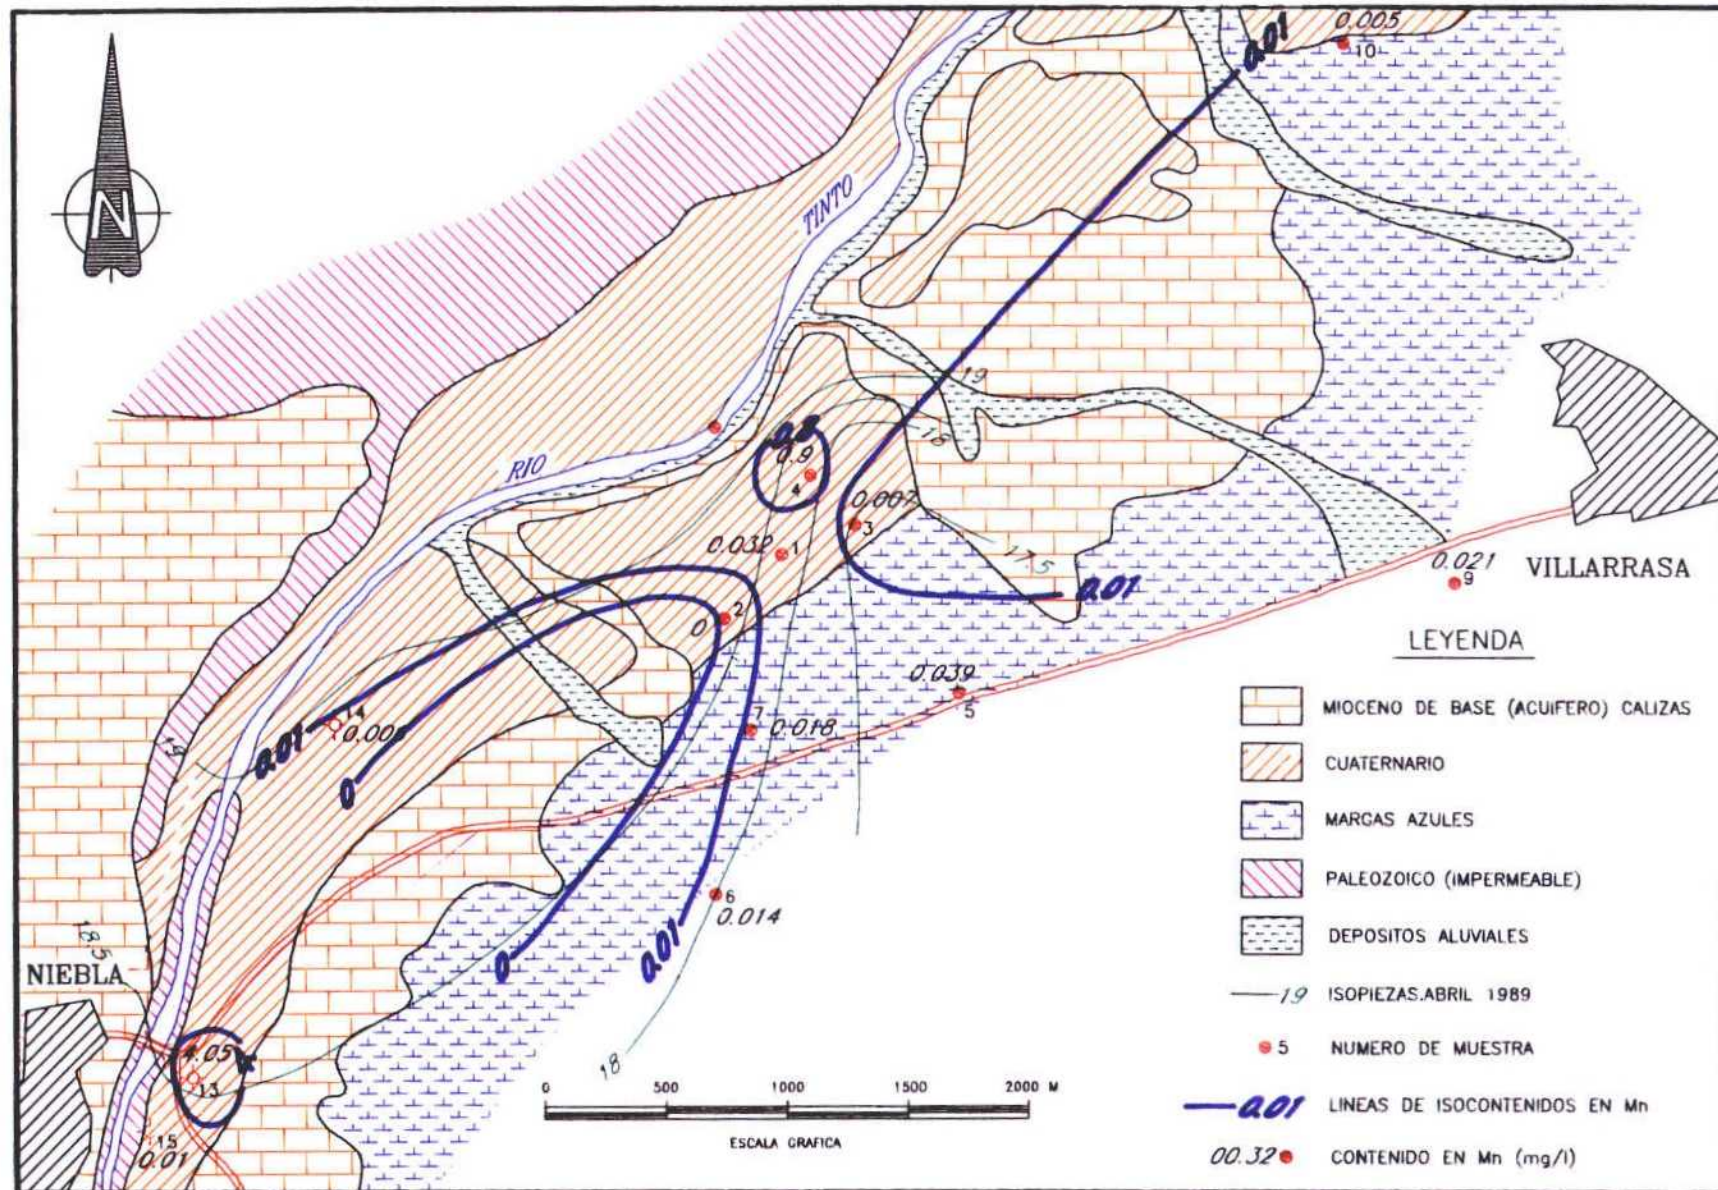 0.01
0.005
10
N
TINTO
RIO
19
18
0.8
0.9
4
0.007
3
0.032
1
17.5
0.01
0.021
9
VILLARRASA
0
2
0.039
5
7
0.018
14
0.01
0
19
6
0.014
0
0.01
18
18.5
NIEBLA
4.05
4
13
15
0.01
0 500 1000 1500 2000 M
ESCALA GRAFICA
LEYENDA
MIOCENO DE BASE (ACUIFERO) CALIZAS
CUATERNARIO
MARGAS AZULES
PALEOZOICO (IMPERMEABLE)
DEPOSITOS ALUVIALES
19 ISOPIEZAS.ABRIL 1989
5 NUMERO DE MUESTRA
0.01 LINEAS DE ISOCONTENIDOS EN Mn
00.32 CONTENIDO EN Mn (mg/l)